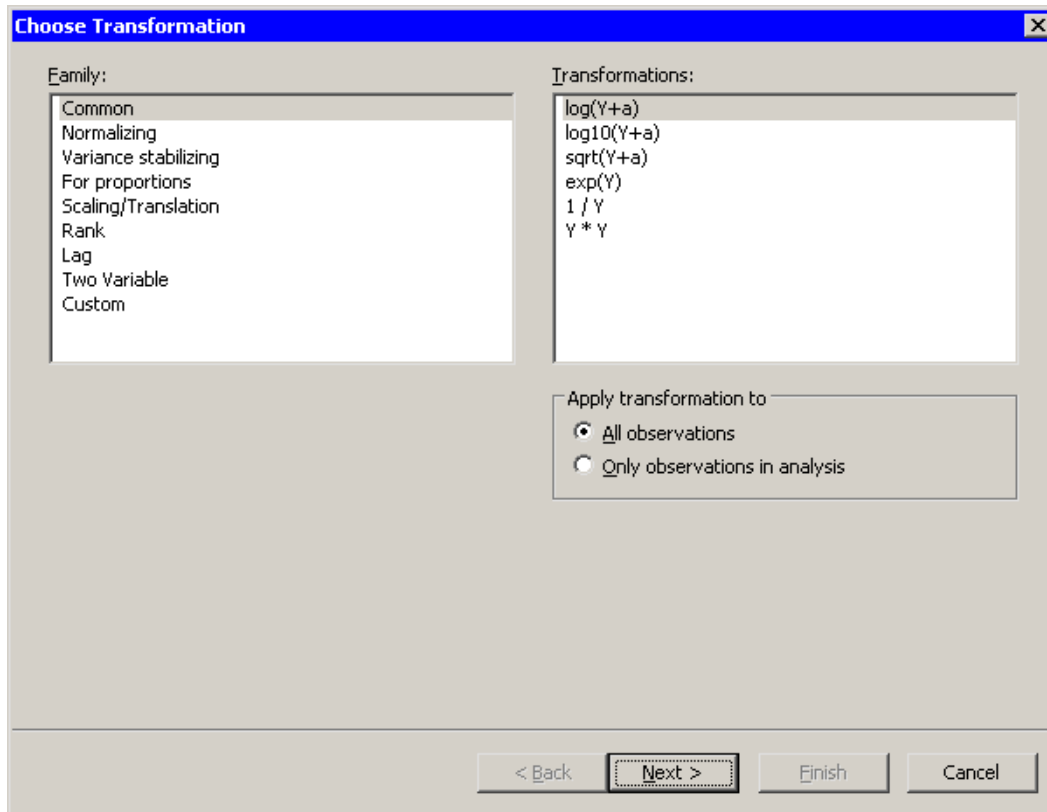 Choose Transformation
Family:
Common
Normalizing
Variance stabilizing
For proportions
Scaling/Translation
Rank
Lag
Two Variable
Custom
Transformations:
log(Y+a)
log10(Y+a)
sqrt(Y+a)
exp(Y)
1 / Y
Y * Y
Apply transformation to
All observations
Only observations in analysis
< Back
Next >
Finish
Cancel